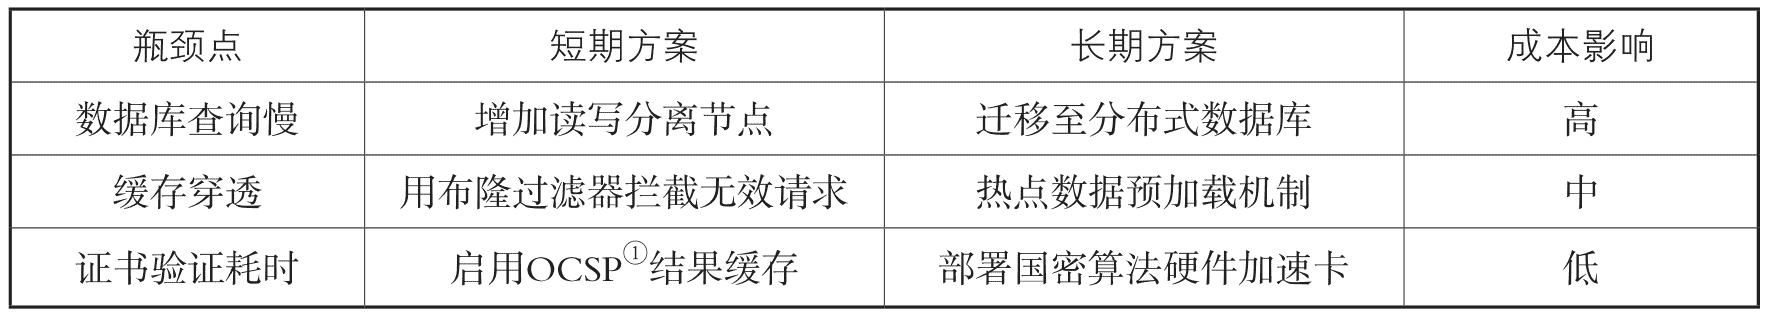 瓶颈点 短期方案 长期方案 成本影响
数据库查询慢 增加读写分离节点 迁移至分布式数据库 高
缓存穿透 用布隆过滤器拦截无效请求 热点数据预加载机制 中
证书验证耗时 启用OCSP①结果缓存 部署国密算法硬件加速卡 低